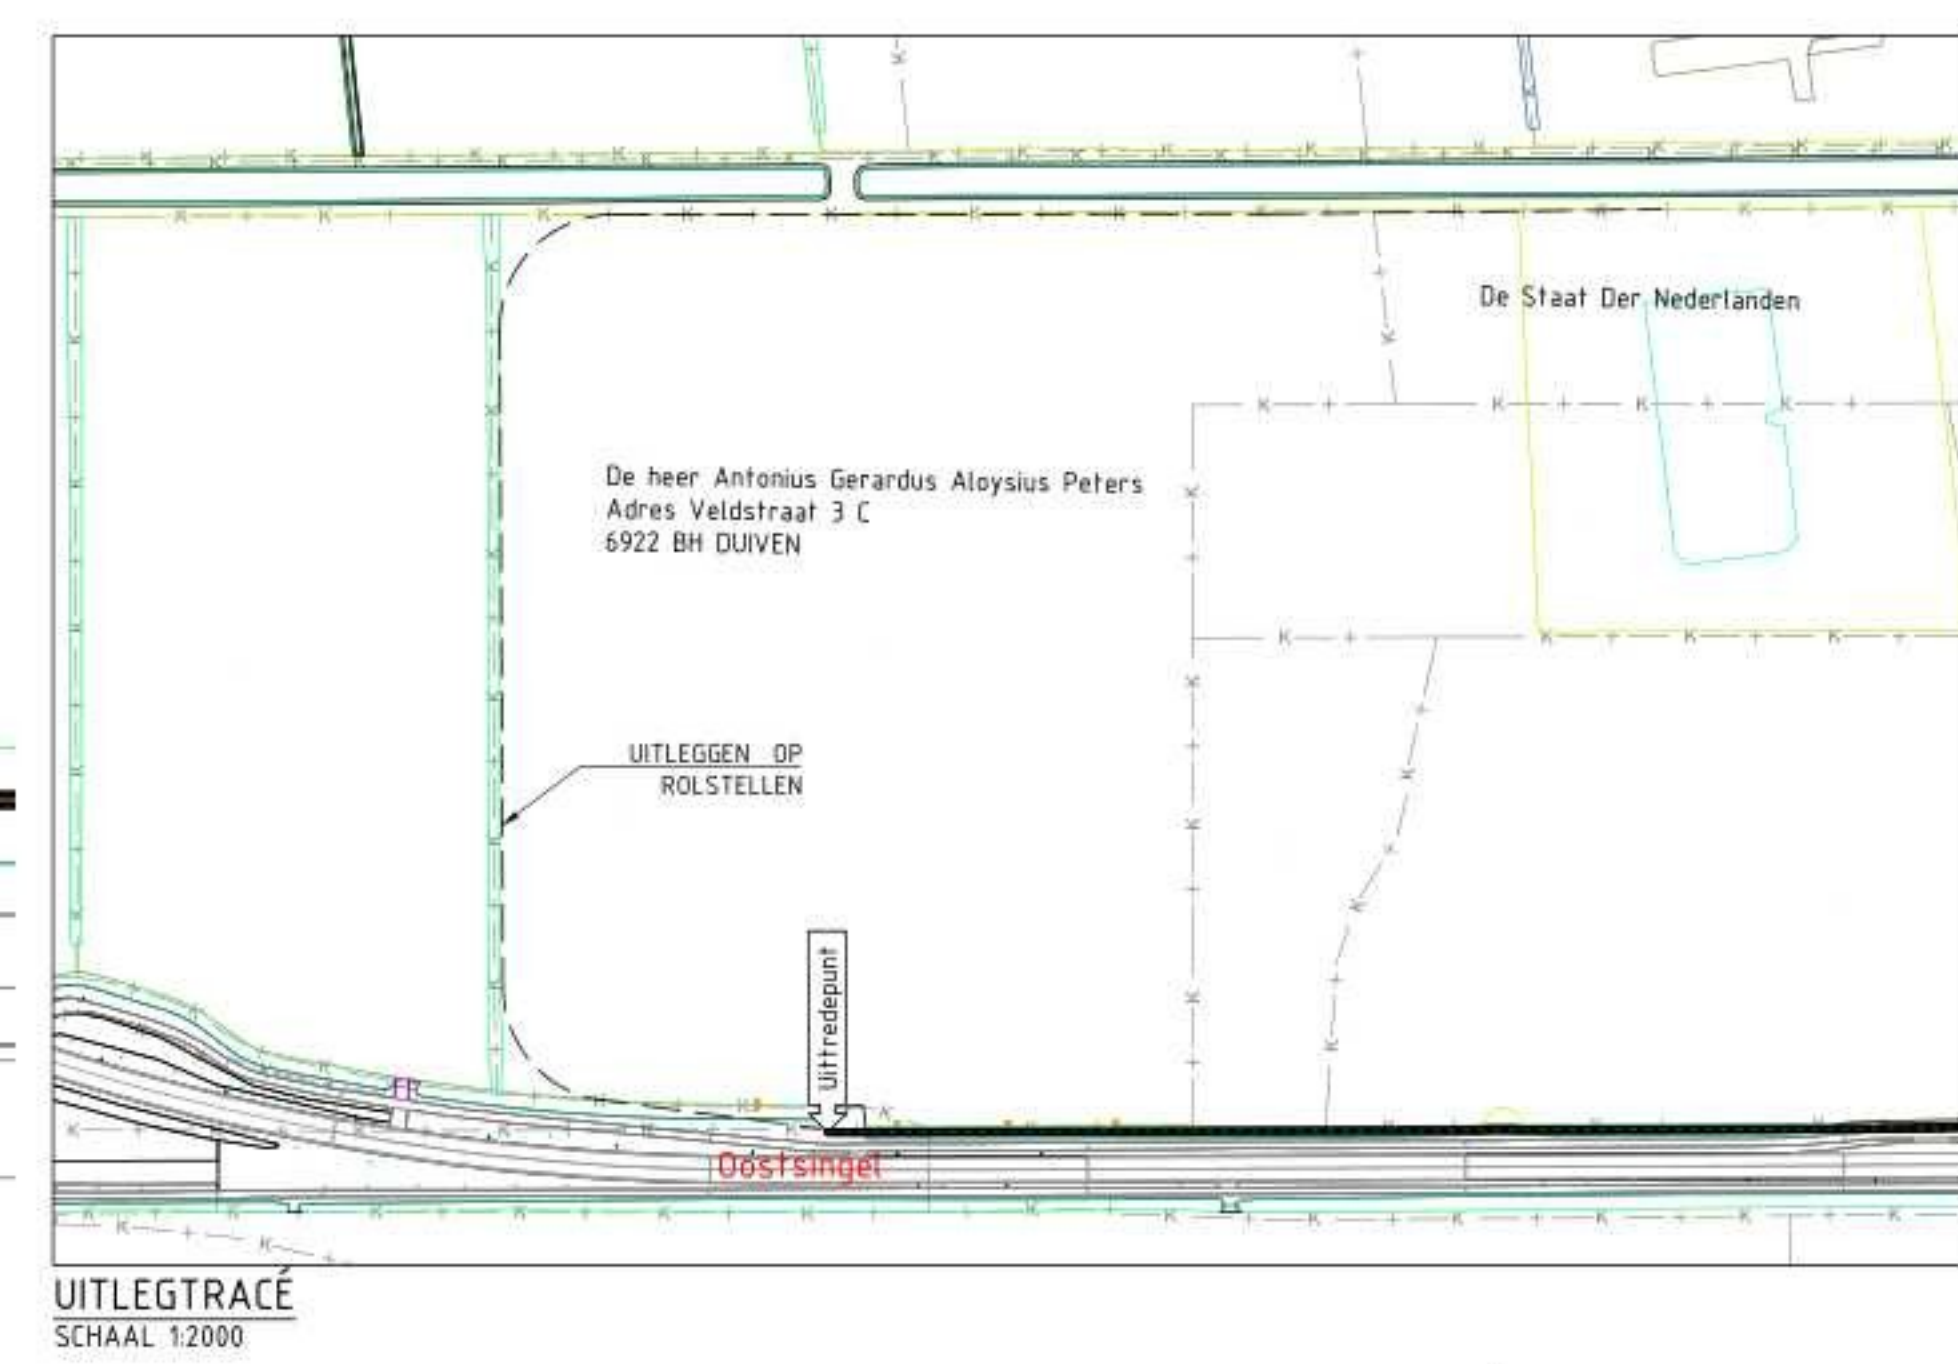 De Staat Der Nederlanden
De heer Antonius Gerardus Aloysius Peters
Adres Veldstraat 3 C
6922 BH DUIVEN
UITLEGGEN OP
ROLSTELLEN
Uittredepunt
Oostsingel
UITLEGTRACÉ
SCHAAL 1:2000